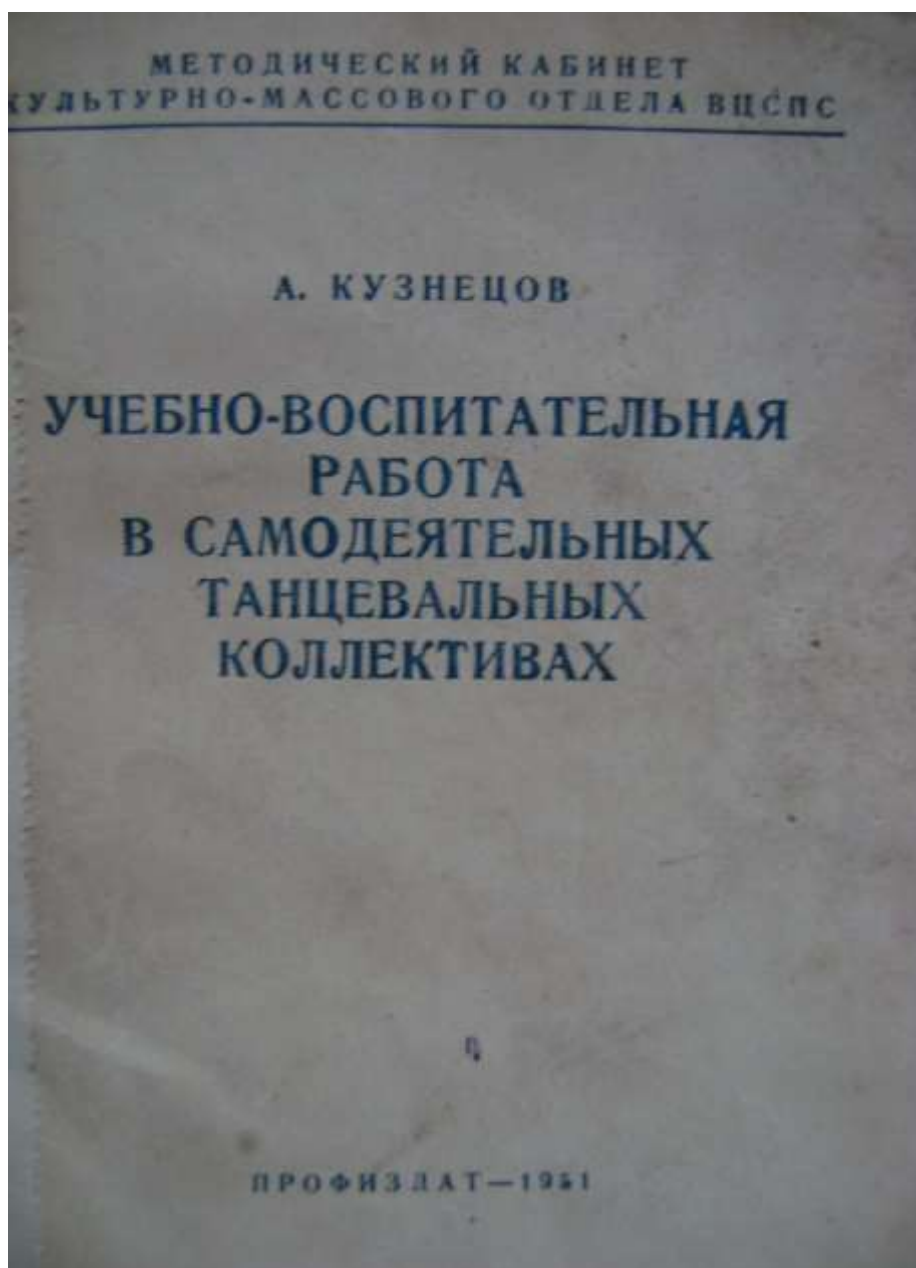 МЕТОДИЧЕСКИЙ КАБИНЕТ
КУЛЬТУРНО-МАССОВОГО ОТДЕЛА ВЦСПС
А. КУЗНЕЦОВ
УЧЕБНО-ВОСПИТАТЕЛЬНАЯ
РАБОТА
В САМОДЕЯТЕЛЬНЫХ
ТАНЦЕВАЛЬНЫХ
КОЛЛЕКТИВАХ
ПРОФИЗДАТ—1951